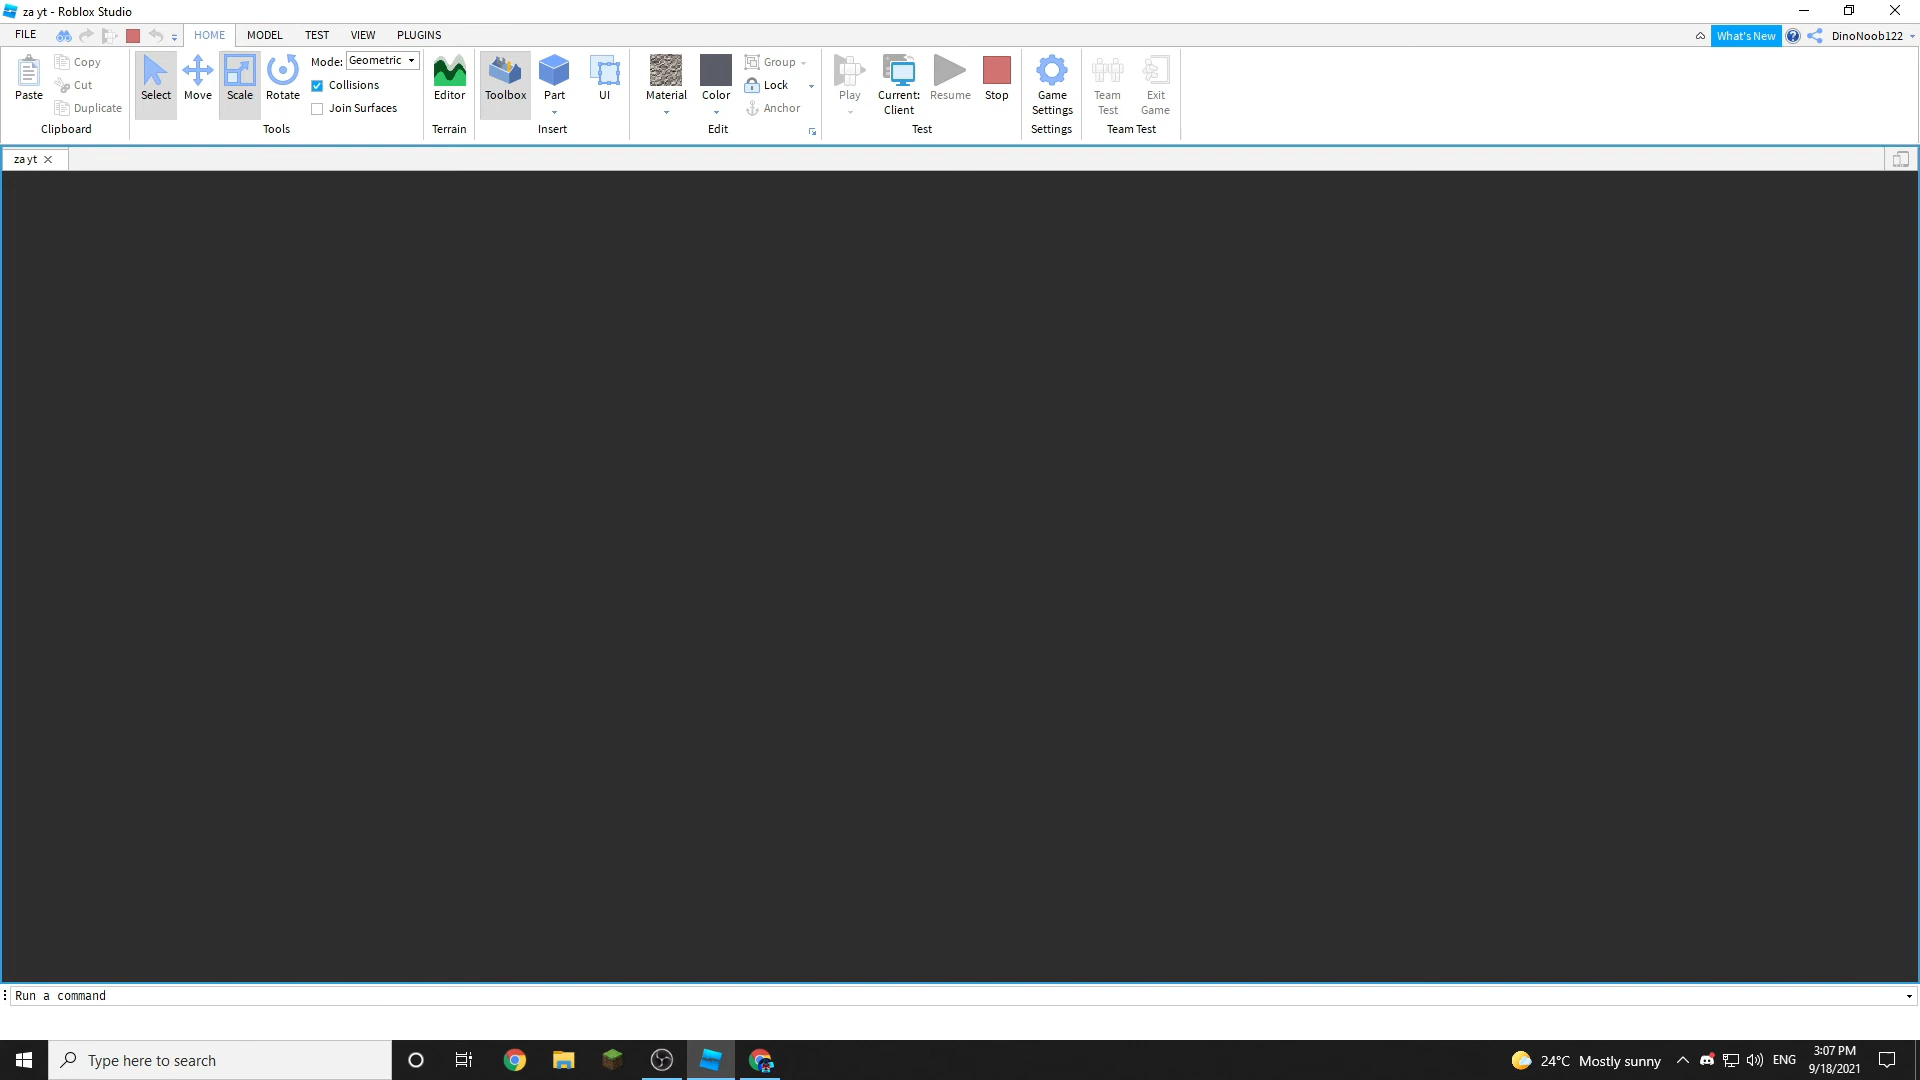 za yt - Roblox Studio
FILE
HOME
MODEL
TEST
VIEW
PLUGINS
What's New
DinoNoob122
Paste
Copy
Cut
Duplicate
Clipboard
Select
Move
Scale
Rotate
Mode: Geometric
Collisions
Join Surfaces
Tools
Editor
Terrain
Toolbox
Part
UI
Insert
Material
Color
Group
Lock
Anchor
Edit
Play
Current:
Client
Resume
Stop
Test
Game
Settings
Settings
Team
Test
Exit
Game
Team Test
za yt
Run a command
Type here to search
24°C Mostly sunny
ENG
3:07 PM
9/18/2021